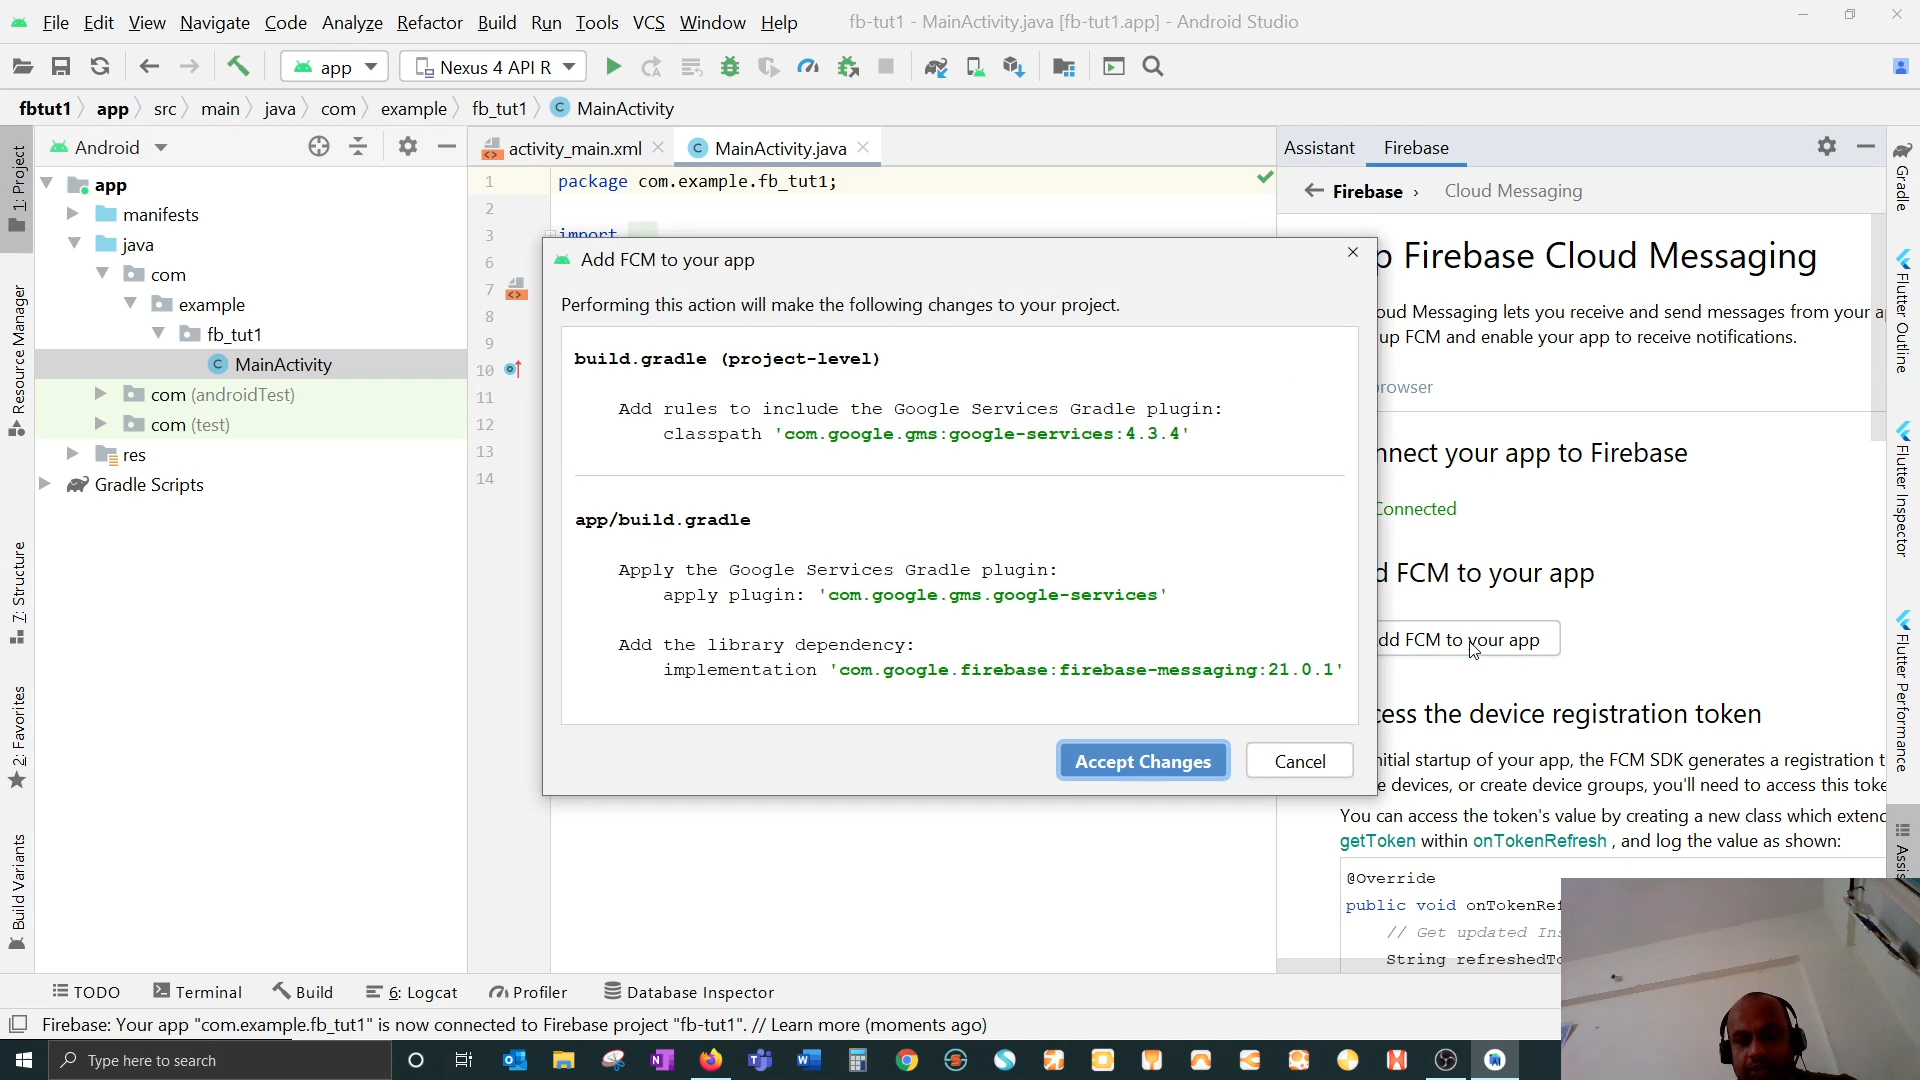 File Edit View Navigate Code Analyze Refactor Build Run Tools VCS Window Help fb-tut1 - MainActivity.java [fb-tut1.app] - Android Studio
app Nexus 4 API R
fbtut1 app src main java com example fb_tut1 MainActivity
1: Project
Resource Manager
7: Structure
2: Favorites
Build Variants
Android
app
manifests
java
com
example
fb_tut1
MainActivity
com (androidTest)
com (test)
res
Gradle Scripts
activity_main.xml MainActivity.java
1 package com.example.fb_tut1;
2
3 import
6
7
8
9
10
11
12
13
14
Add FCM to your app
Performing this action will make the following changes to your project.
build.gradle (project-level)
Add rules to include the Google Services Gradle plugin:
classpath 'com.google.gms:google-services:4.3.4'
app/build.gradle
Apply the Google Services Gradle plugin:
apply plugin: 'com.google.gms.google-services'
Add the library dependency:
implementation 'com.google.firebase:firebase-messaging:21.0.1'
Accept Changes Cancel
Assistant Firebase
Firebase › Cloud Messaging
p Firebase Cloud Messaging
oud Messaging lets you receive and send messages from your a
up FCM and enable your app to receive notifications.
rowser
nnect your app to Firebase
Connected
d FCM to your app
dd FCM to your app
cess the device registration token
nitial startup of your app, the FCM SDK generates a registration t
e devices, or create device groups, you'll need to access this toke
You can access the token's value by creating a new class which extenc
getToken within onTokenRefresh , and log the value as shown:
@Override
public void onTokenRef
// Get updated Ins
String refreshedTo
Gradle
Flutter Outline
Flutter Inspector
Flutter Performance
Assis
TODO Terminal Build 6: Logcat Profiler Database Inspector
Firebase: Your app "com.example.fb_tut1" is now connected to Firebase project "fb-tut1". // Learn more (moments ago)
Type here to search